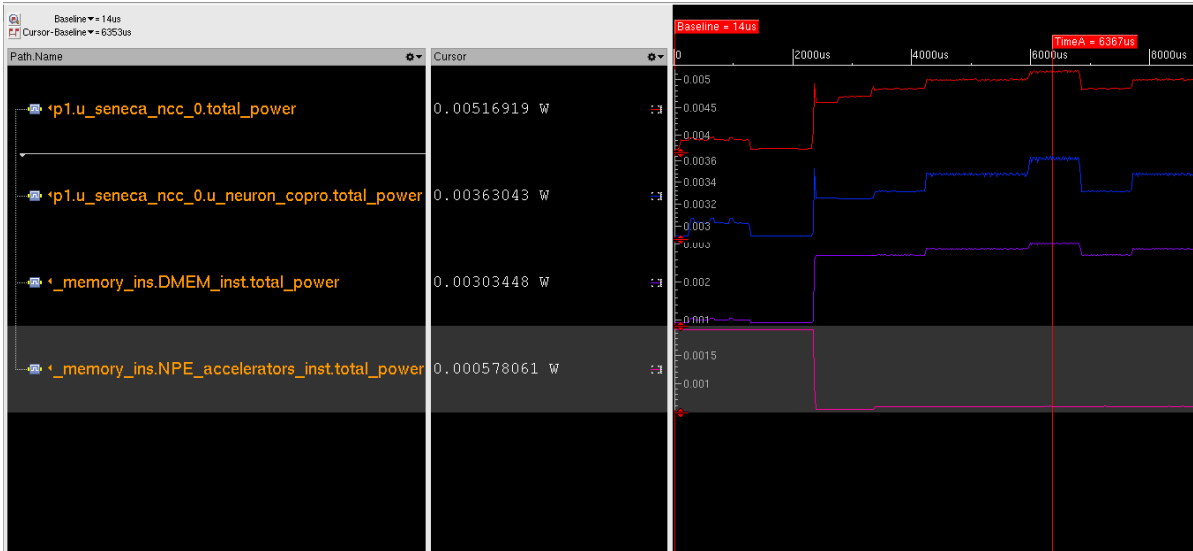 Baseline ▾ = 14us
Cursor-Baseline ▾ = 6353us
Baseline = 14us
TimeA = 6367us
Path.Name Cursor 0 2000us 4000us 6000us 8000us
p1.u_seneca_ncc_0.total_power 0.00516919 W 0.005 0.0045 0.004
p1.u_seneca_ncc_0.u_neuron_copro.total_power 0.00363043 W 0.0036 0.0034 0.0032 0.003
_memory_ins.DMEM_inst.total_power 0.00303448 W 0.003 0.002 0.001
_memory_ins.NPE_accelerators_inst.total_power 0.000578061 W 0.0015 0.001